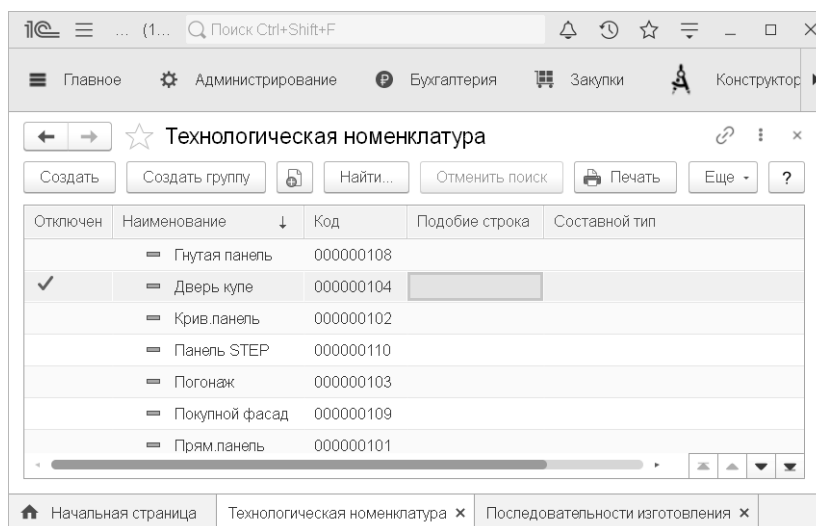 1С ... (1... Поиск Ctrl+Shift+F
Главное Администрирование Бухгалтерия Закупки Конструктор
Технологическая номенклатура
Создать Создать группу Найти... Отменить поиск Печать Еще ?
Отключен Наименование ↓ Код Подобие строка Составной тип
Гнутая панель 000000108
Дверь купе 000000104
Крив.панель 000000102
Панель STEP 000000110
Погонаж 000000103
Покупной фасад 000000109
Прям.панель 000000101
Начальная страница Технологическая номенклатура × Последовательности изготовления ×